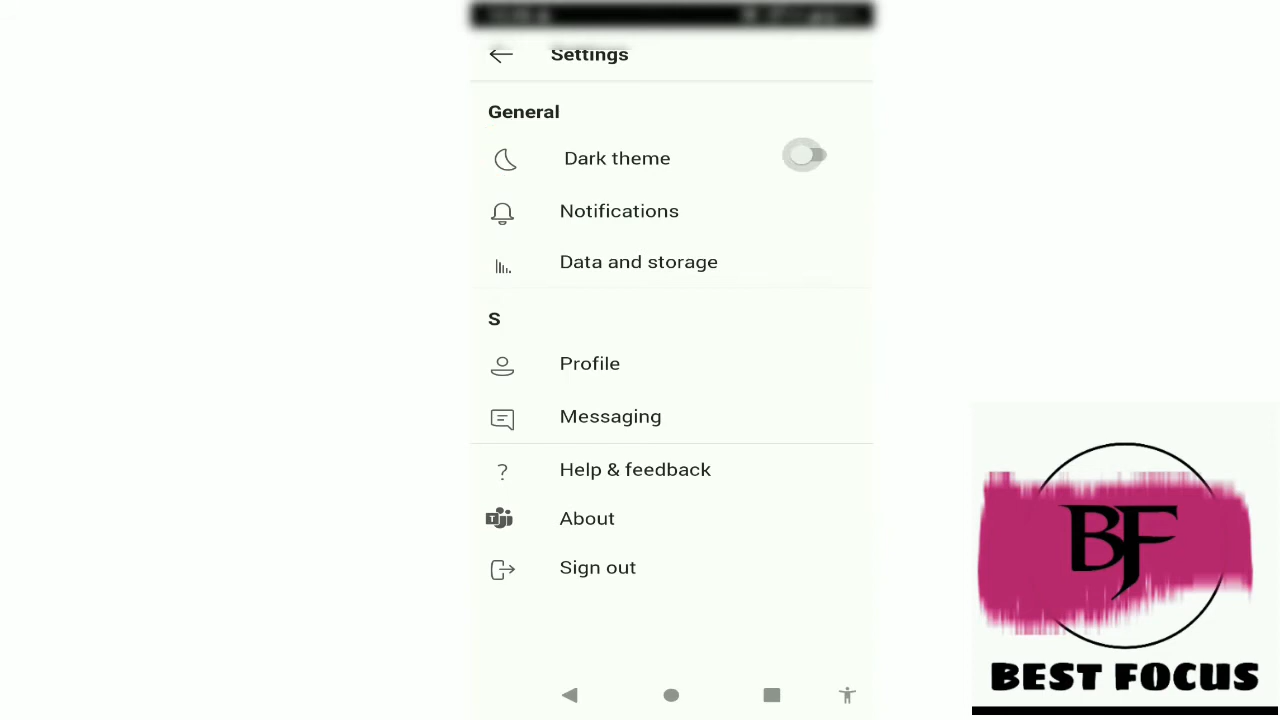 Settings
General
Dark theme
Notifications
Data and storage
S
Profile
Messaging
? Help & feedback
About
Sign out
BF
BEST FOCUS